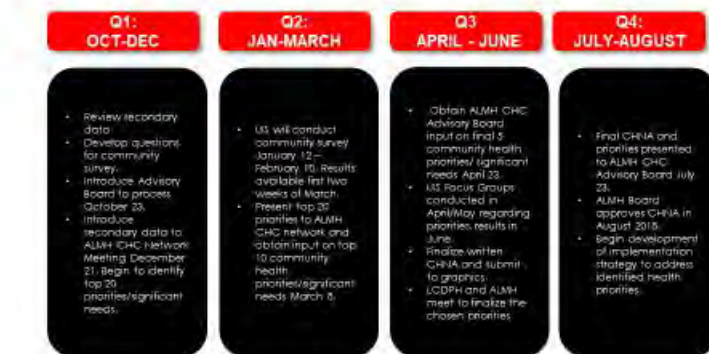 Q1:
OCT-DEC
• Review secondary
data
• Develop questions
for community
survey.
• Introduce Advisory
Board to process
October 23.
• Introduce
secondary data to
ALMH CHC Network
Meeting December
21. Begin to identify
top 20
priorities/significant
needs.
Q2:
JAN-MARCH
• UIS will conduct
community survey
January 12 –
February 10. Results
available first two
weeks of March.
• Present top 20
priorities to ALMH
CHC network and
obtain input on top
10 community
health
priorities/significant
needs March 8.
Q3
APRIL - JUNE
• Obtain ALMH CHC
Advisory Board
input on final 5
community health
priorities/ significant
needs April 23.
• UIS Focus Groups
conducted in
April/May regarding
priorities, results in
June.
• Finalize written
CHNA and submit
to graphics.
• LCDPH and ALMH
meet to finalize the
chosen priorities
Q4:
JULY-AUGUST
• Final CHNA and
priorities presented
to ALMH CHC
Advisory Board July
23.
• ALMH Board
approves CHNA in
August 2018.
• Begin development
of implementation
strategy to address
identified health
priorities.